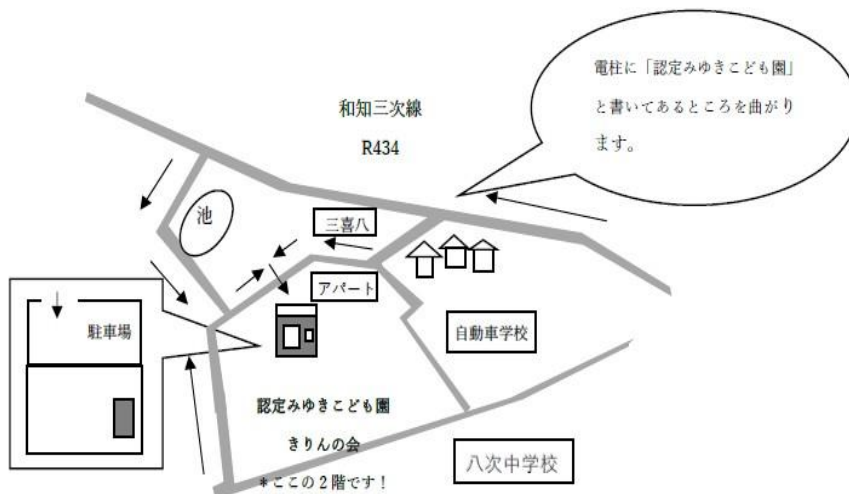 電柱に「認定みゆきこども園」
と書いてあるところを曲がり
ます。
和知三次線
R434
池
三喜八
アパート
駐車場
自動車学校
認定みゆきこども園
きりんの会
*ここの2階です!
八次中学校